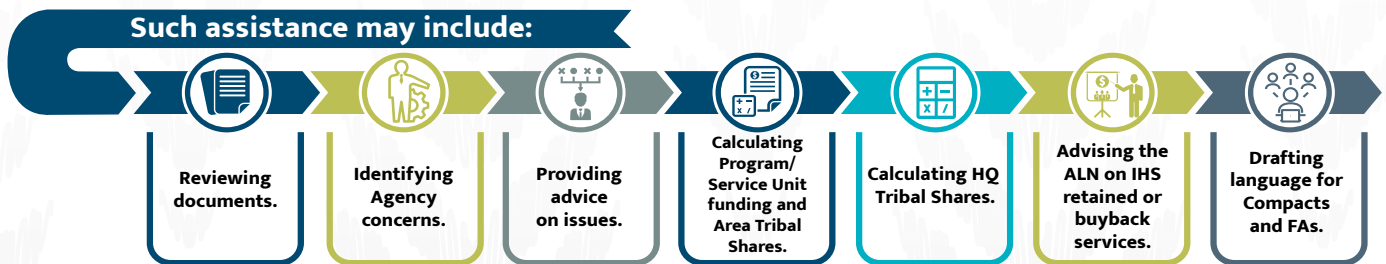 Such assistance may include:
Reviewing
documents.
Identifying
Agency
concerns.
Providing
advice
on issues.
Calculating
Program/
Service Unit
funding and
Area Tribal
Shares.
Calculating HQ
Tribal Shares.
Advising the
ALN on IHS
retained or
buyback
services.
Drafting
language for
Compacts
and FAs.